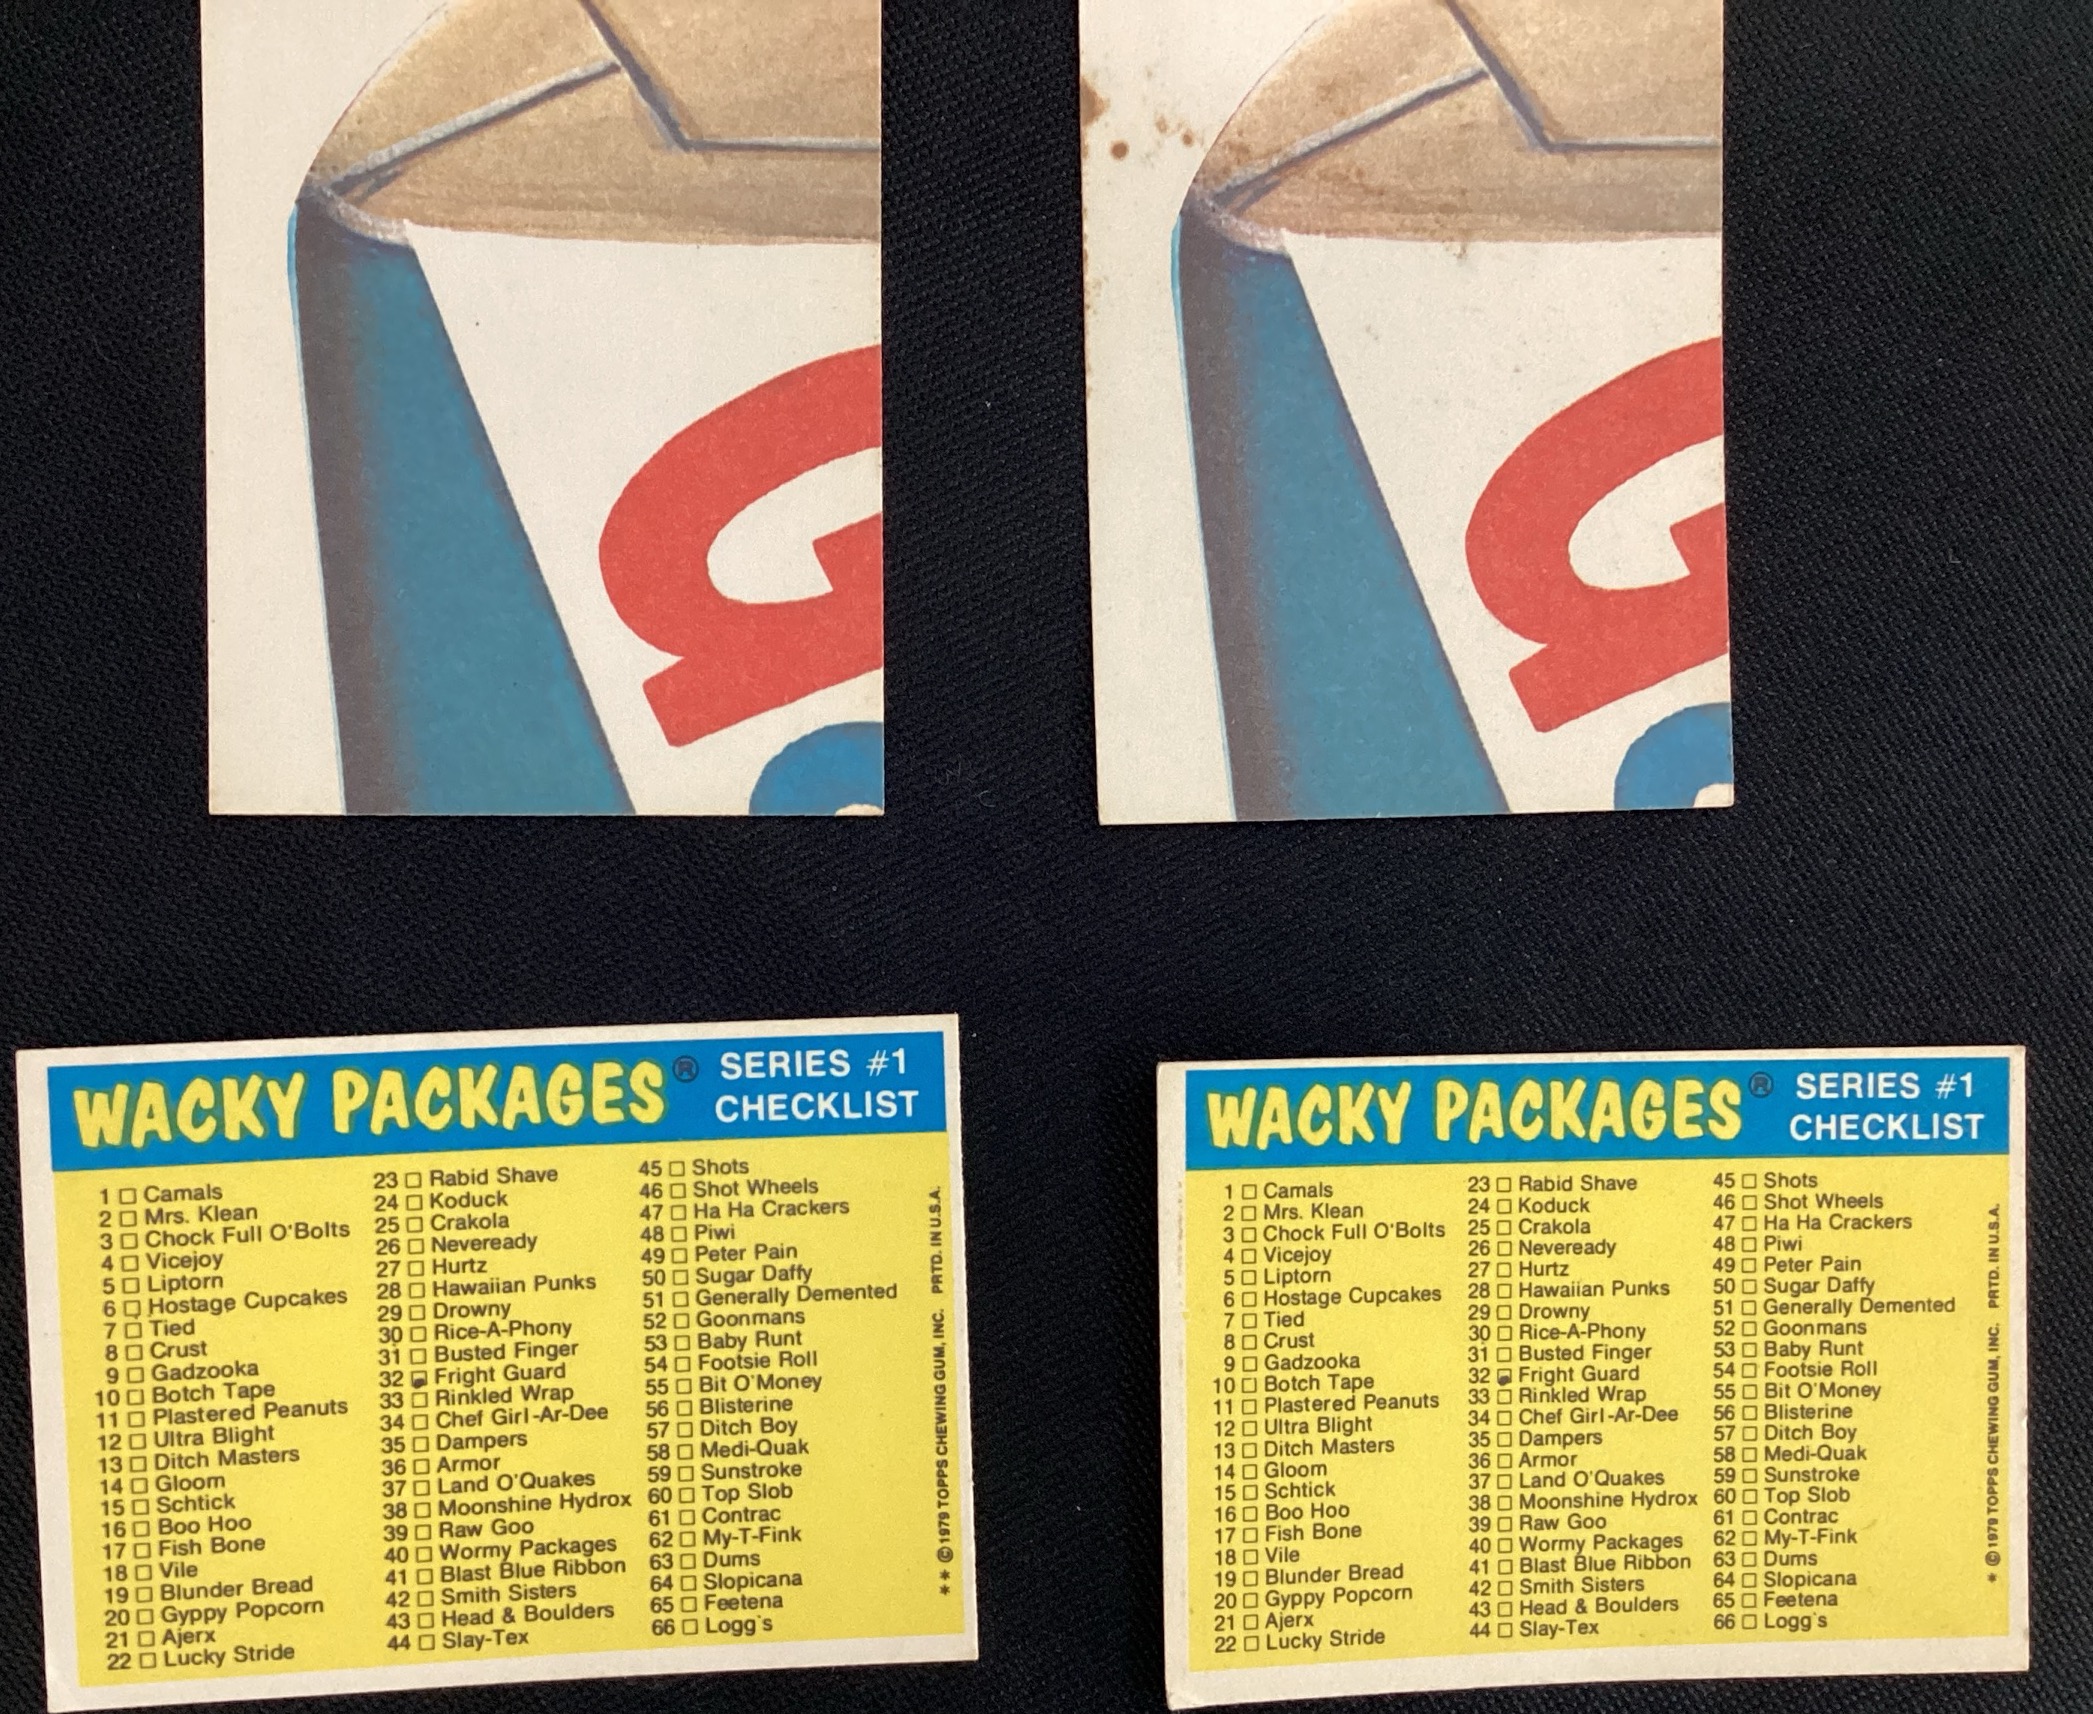 G
G
WACKY PACKAGES® SERIES #1 CHECKLIST
1 □ Camals
2 □ Mrs. Klean
3 □ Chock Full O'Bolts
4 □ Vicejoy
5 □ Liptorn
6 □ Hostage Cupcakes
7 □ Tied
8 □ Crust
9 □ Gadzooka
10 □ Botch Tape
11 □ Plastered Peanuts
12 □ Ultra Blight
13 □ Ditch Masters
14 □ Gloom
15 □ Schtick
16 □ Boo Hoo
17 □ Fish Bone
18 □ Vile
19 □ Blunder Bread
20 □ Gyppy Popcorn
21 □ Ajerx
22 □ Lucky Stride
23 □ Rabid Shave
24 □ Koduck
25 □ Crakola
26 □ Neveready
27 □ Hurtz
28 □ Hawaiian Punks
29 □ Drowny
30 □ Rice-A-Phony
31 □ Busted Finger
32 □ Fright Guard
33 □ Rinkled Wrap
34 □ Chef Girl-Ar-Dee
35 □ Dampers
36 □ Armor
37 □ Land O'Quakes
38 □ Moonshine Hydrox
39 □ Raw Goo
40 □ Wormy Packages
41 □ Blast Blue Ribbon
42 □ Smith Sisters
43 □ Head & Boulders
44 □ Slay-Tex
45 □ Shots
46 □ Shot Wheels
47 □ Ha Ha Crackers
48 □ Piwi
49 □ Peter Pain
50 □ Sugar Daffy
51 □ Generally Demented
52 □ Goonmans
53 □ Baby Runt
54 □ Footsie Roll
55 □ Bit O'Money
56 □ Blisterine
57 □ Ditch Boy
58 □ Medi-Quak
59 □ Sunstroke
60 □ Top Slob
61 □ Contrac
62 □ My-T-Fink
63 □ Dums
64 □ Slopicana
65 □ Feetena
66 □ Logg's
** © 1979 TOPPS CHEWING GUM, INC. PRTD. IN U.S.A.
WACKY PACKAGES® SERIES #1 CHECKLIST
1 □ Camals
2 □ Mrs. Klean
3 □ Chock Full O'Bolts
4 □ Vicejoy
5 □ Liptorn
6 □ Hostage Cupcakes
7 □ Tied
8 □ Crust
9 □ Gadzooka
10 □ Botch Tape
11 □ Plastered Peanuts
12 □ Ultra Blight
13 □ Ditch Masters
14 □ Gloom
15 □ Schtick
16 □ Boo Hoo
17 □ Fish Bone
18 □ Vile
19 □ Blunder Bread
20 □ Gyppy Popcorn
21 □ Ajerx
22 □ Lucky Stride
23 □ Rabid Shave
24 □ Koduck
25 □ Crakola
26 □ Neveready
27 □ Hurtz
28 □ Hawaiian Punks
29 □ Drowny
30 □ Rice-A-Phony
31 □ Busted Finger
32 □ Fright Guard
33 □ Rinkled Wrap
34 □ Chef Girl-Ar-Dee
35 □ Dampers
36 □ Armor
37 □ Land O'Quakes
38 □ Moonshine Hydrox
39 □ Raw Goo
40 □ Wormy Packages
41 □ Blast Blue Ribbon
42 □ Smith Sisters
43 □ Head & Boulders
44 □ Slay-Tex
45 □ Shots
46 □ Shot Wheels
47 □ Ha Ha Crackers
48 □ Piwi
49 □ Peter Pain
50 □ Sugar Daffy
51 □ Generally Demented
52 □ Goonmans
53 □ Baby Runt
54 □ Footsie Roll
55 □ Bit O'Money
56 □ Blisterine
57 □ Ditch Boy
58 □ Medi-Quak
59 □ Sunstroke
60 □ Top Slob
61 □ Contrac
62 □ My-T-Fink
63 □ Dums
64 □ Slopicana
65 □ Feetena
66 □ Logg's
* © 1979 TOPPS CHEWING GUM, INC. PRTD. IN U.S.A.